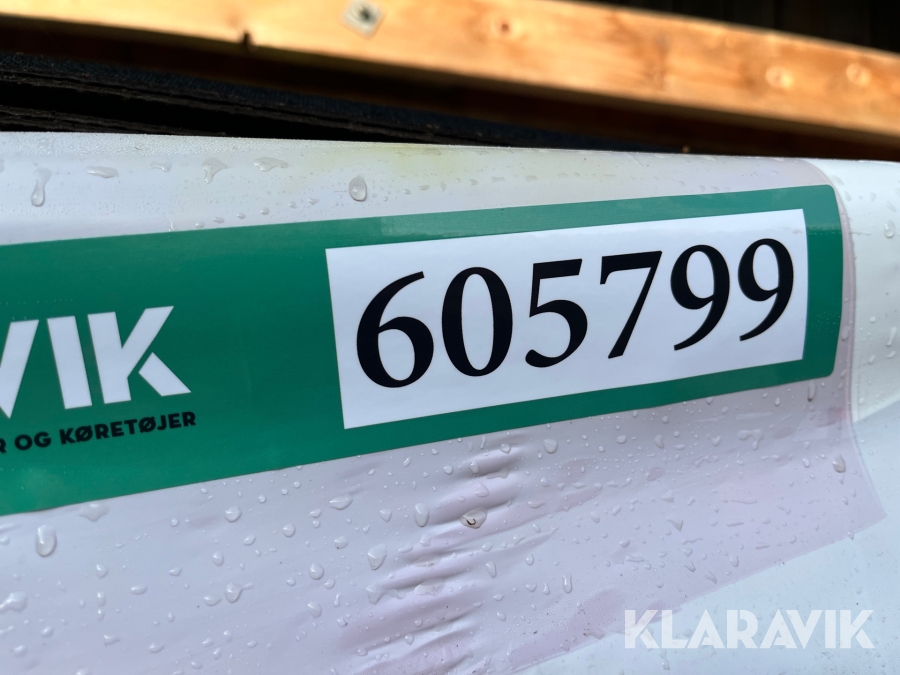 605799
VIK
OG KØRETØJER
KLARAVIK